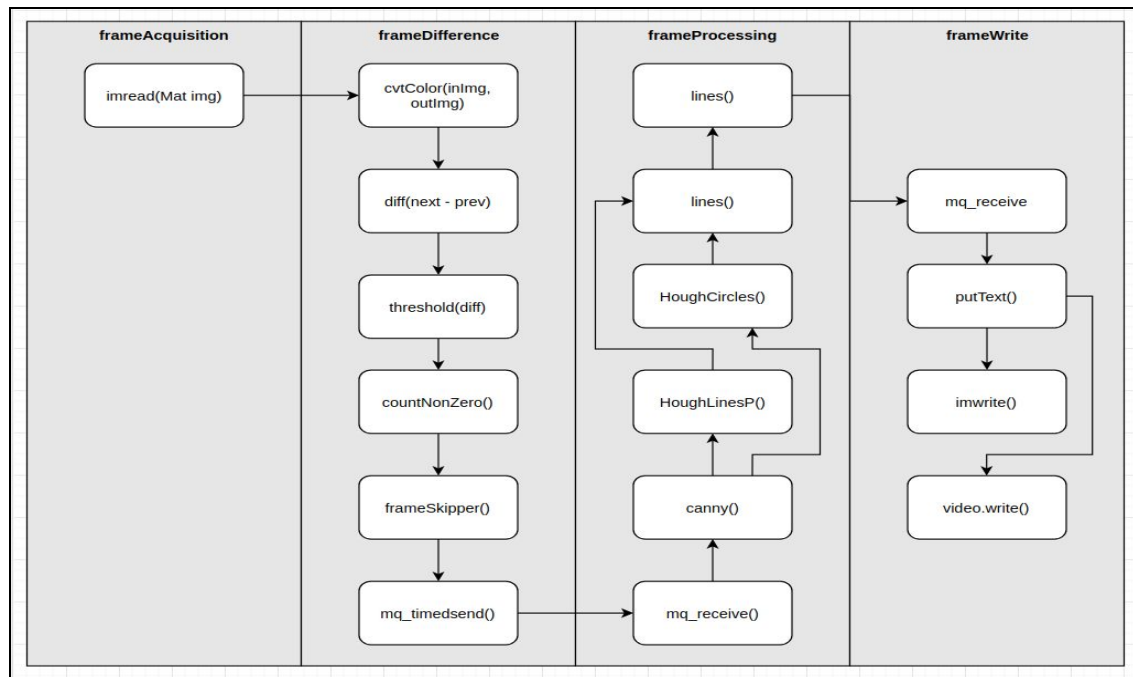 frameAcquisition
imread(Mat img)
frameDifference
cvtColor(inImg,
outImg)
diff(next - prev)
threshold(diff)
countNonZero()
frameSkipper()
mq_timedsend()
frameProcessing
lines()
lines()
HoughCircles()
HoughLinesP()
canny()
mq_receive()
frameWrite
mq_receive
putText()
imwrite()
video.write()